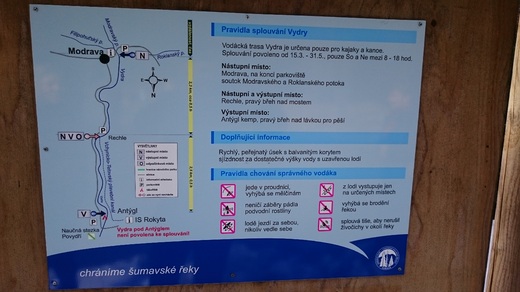 Pravidla splouvání Vydry
Vodácká trasa Vydry je určena pouze pro kajaky a kanoe.
Splouvání povoleno od 15.3. - 31.5., pouze So a Ne mezi 8 - 18 hod.
Nástupní místo:
Modrava, na konci parkoviště
soutok Modravského a Roklanského potoka
Nástupní a výstupní místo:
Rechle, pravý břeh nad mostem
Výstupní místo:
Antýgl kemp, pravý břeh nad lávkou pro pěší
Doplňující informace
Rychlý, peřejnatý úsek s balvanitým korytem
sjízdnost za dostatečné výšky vody s uzavřenou lodí
Pravidla chování správného vodáka
jede v proudnici,
vyhýbá se mělčinám
z lodi vystupuje jen
na určených místech
neničí záběry pádla
podvodní rostliny
vyhýbá se brodění
řekou
lodě jezdí za sebou,
nikoliv vedle sebe
splouvá tiše, aby nerušil
živočichy v okolí řeky
Modrava
i
P
N
Roklanský p.
N V O
P
Rechle
P
V
Antýgl
i IS Rokyta
Naučná stezka
Povydří
Vydra pod Antýglem
není povolena ke splouvání!
chráníme šumavské řeky